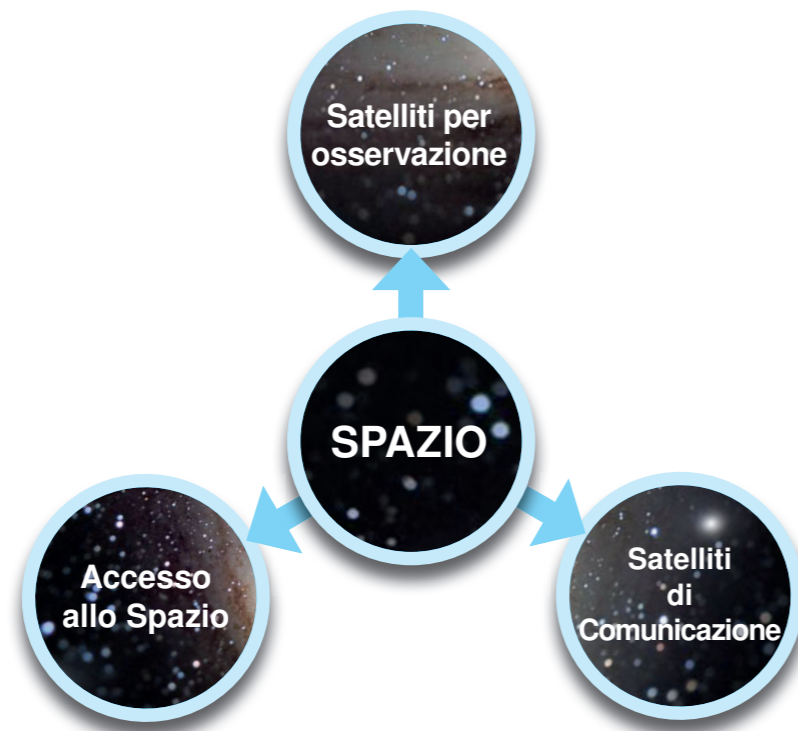 Satelliti per
osservazione
SPAZIO
Accesso
allo Spazio
Satelliti
di
Comunicazione